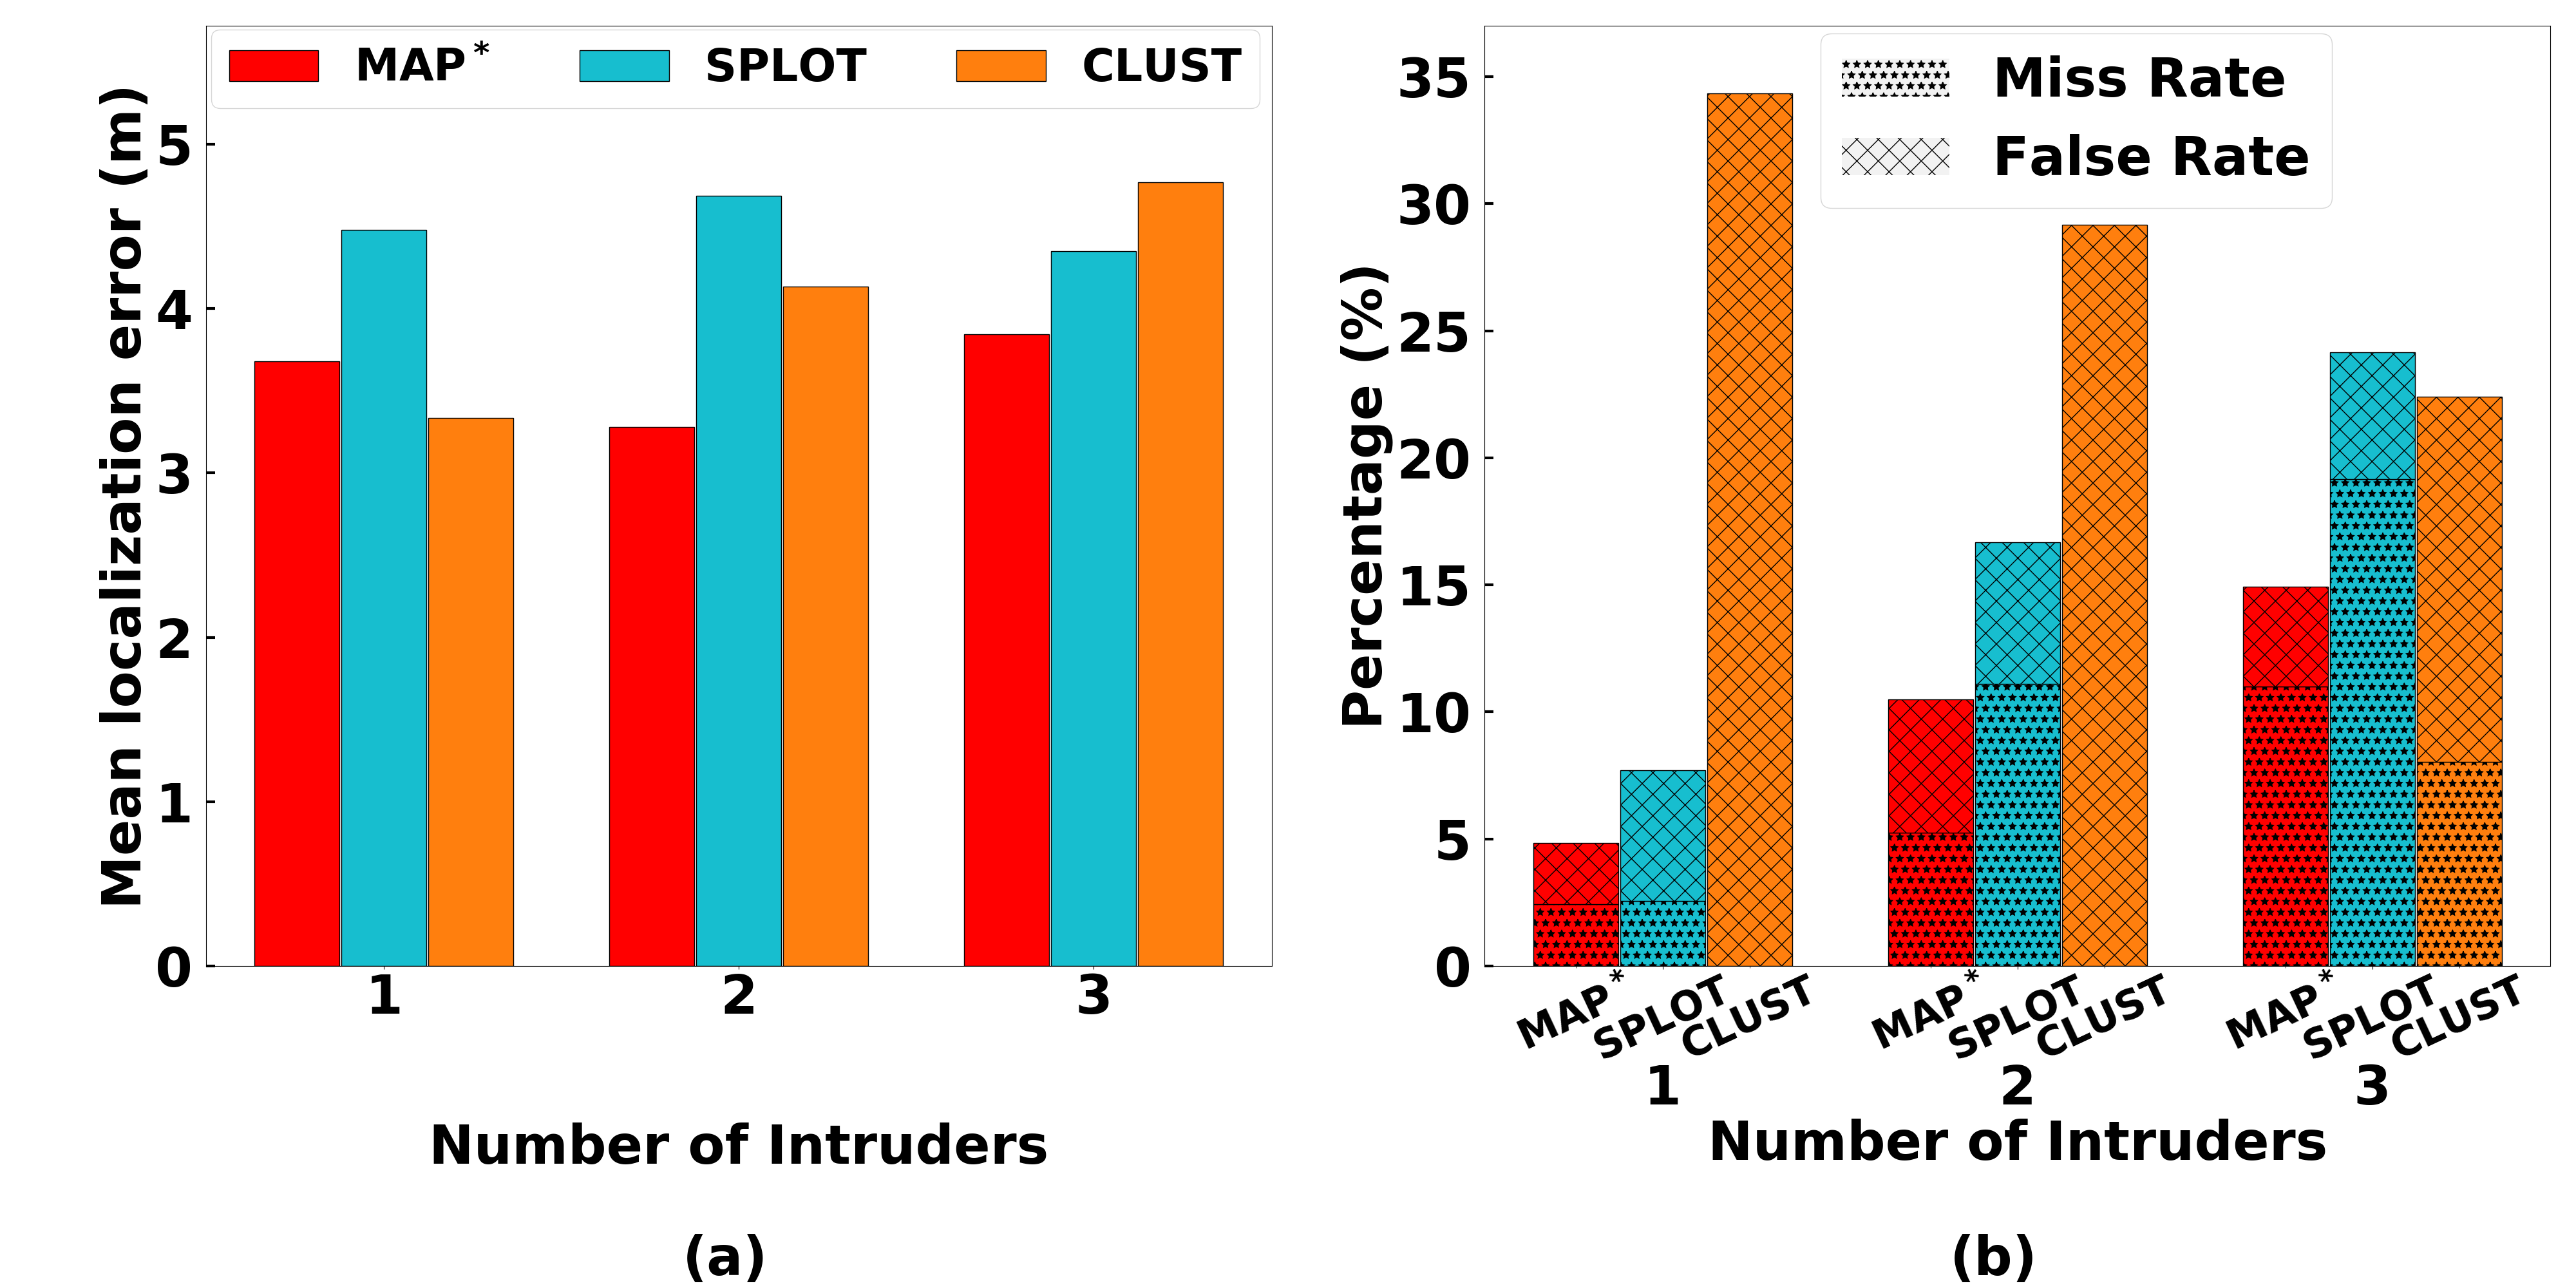 MAP* SPLOT CLUST
Mean localization error (m)
5
4
3
2
1
0
1 2 3
Number of Intruders
(a)
Miss Rate
False Rate
Percentage (%)
35
30
25
20
15
10
5
0
MAP* SPLOT CLUST MAP* SPLOT CLUST MAP* SPLOT CLUST
1 2 3
Number of Intruders
(b)